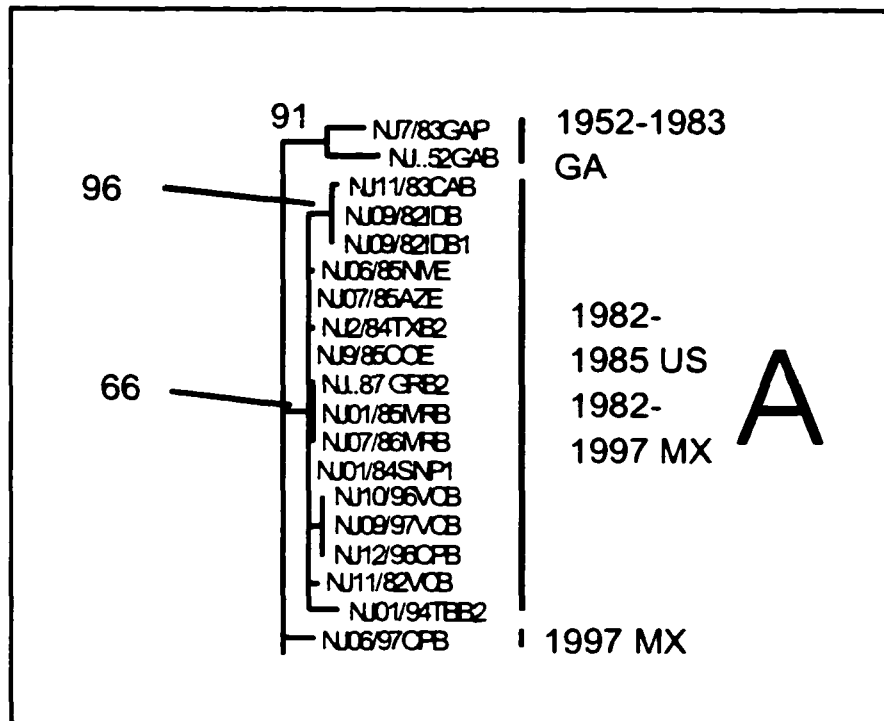 91
NJ7/83GAP
NJ..52GAB
1952-1983
GA
96
NJ11/83CAB
NJ09/82IDB
NJ09/82IDB1
NJ06/85NME
NJ07/85AZE
NJ2/84TXB2
NJ9/85COE
66
NJ..87 GRB2
NJ01/85MRB
NJ07/86MRB
NJ01/84SNP1
NJ10/96VCB
NJ09/97VCB
NJ12/96CPB
NJ11/82VCB
NJ01/94TBB2
1982-
1985 US
1982-
1997 MX
A
NJ06/97CPB
1997 MX